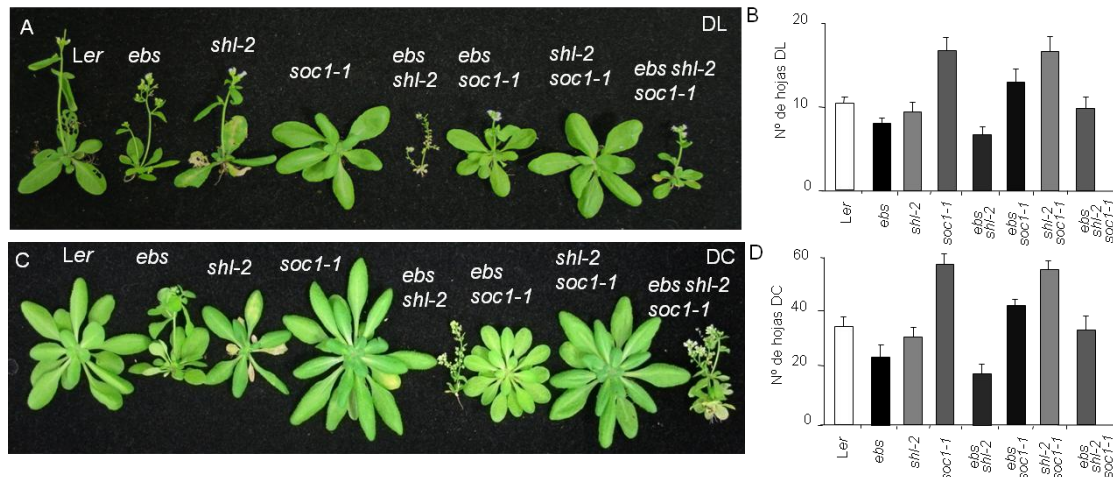 A
DL
Ler
ebs
shl-2
soc1-1
ebs
shl-2
ebs
soc1-1
shl-2
soc1-1
ebs shl-2
soc1-1
B
Nº de hojas DL
20
10
0
Ler
ebs
shl-2
soc1-1
ebs
shl-2
ebs
soc1-1
shl-2
soc1-1
ebs shl-2
soc1-1
C
DC
Ler
ebs
shl-2
soc1-1
ebs
shl-2
ebs
soc1-1
shl-2
soc1-1
ebs shl-2
soc1-1
D
Nº de hojas DC
60
40
20
0
Ler
ebs
shl-2
soc1-1
ebs
shl-2
ebs
soc1-1
shl-2
soc1-1
ebs shl-2
soc1-1